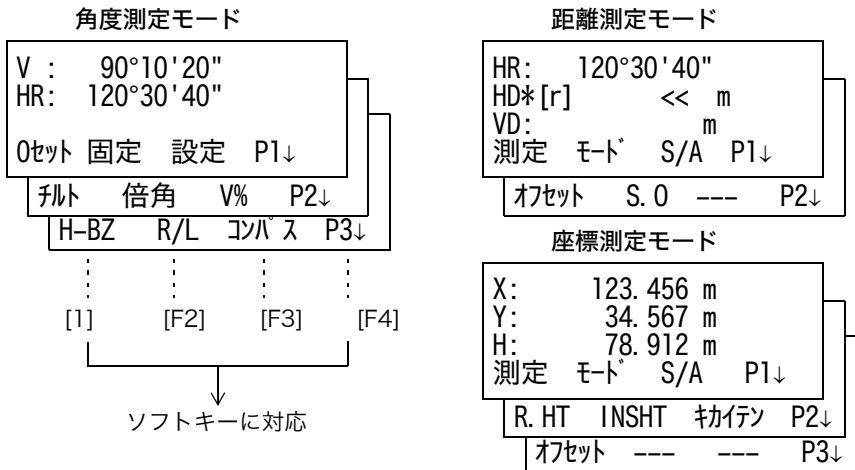 角度測定モード
V : 90°10'20"
HR: 120°30'40"
0セット 固定 設定 P1↓
チルト 倍角 V% P2↓
H-BZ R/L コンパス P3↓
[1] [F2] [F3] [F4]
ソフトキーに対応
距離測定モード
HR: 120°30'40"
HD*[r] << m
VD: m
測定 モード S/A P1↓
オフセット S.O --- P2↓
座標測定モード
X: 123.456 m
Y: 34.567 m
H: 78.912 m
測定 モード S/A P1↓
R.HT INSHT キカイテン P2↓
オフセット --- --- P3↓